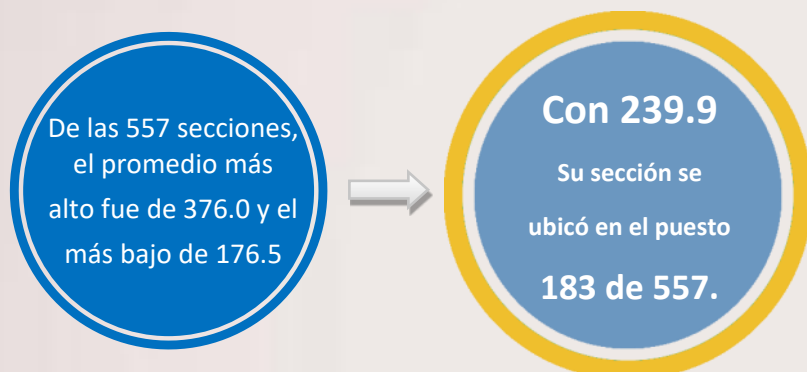 De las 557 secciones,
el promedio más
alto fue de 376.0 y el
más bajo de 176.5
Con 239.9
Su sección se
ubicó en el puesto
183 de 557.